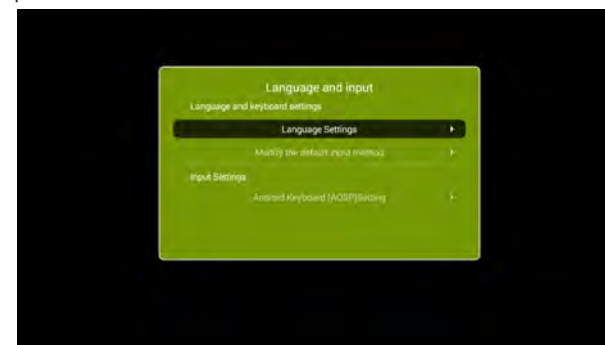 Language and input
Language and keyboard settings
Language Settings
Modify the default input method
Input Settings
Android Keyboard (AOSP)Setting